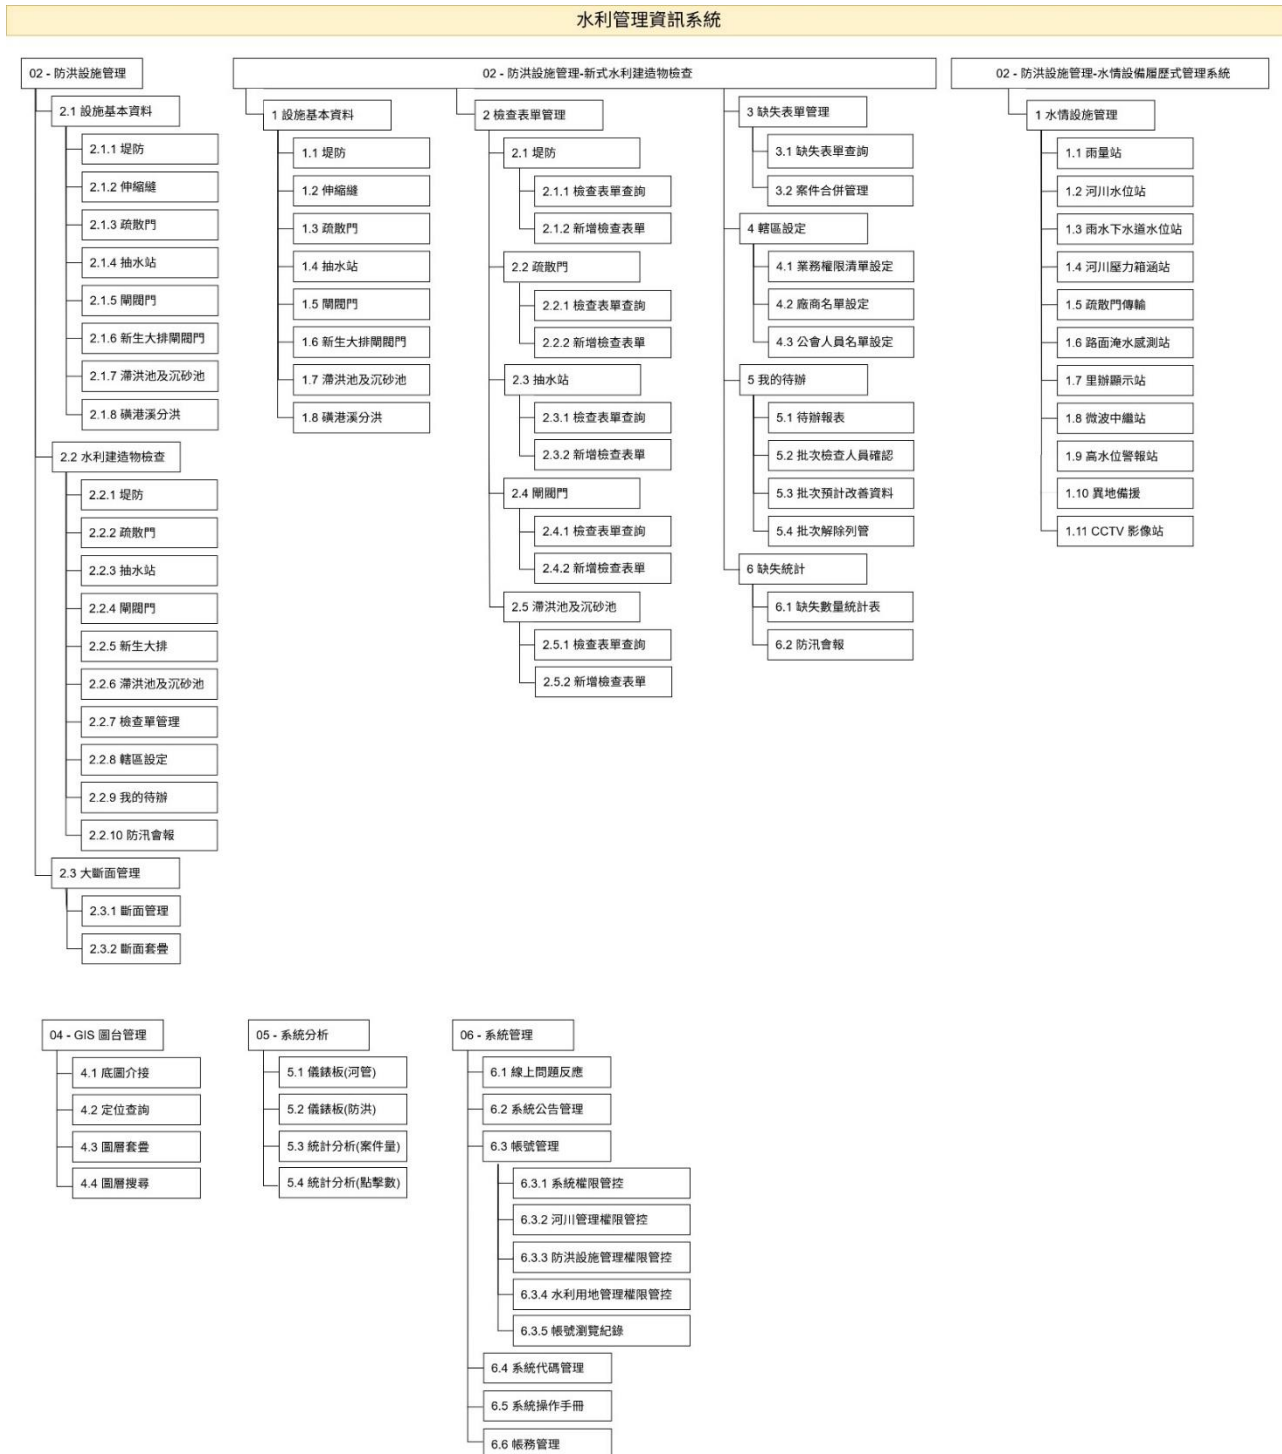 水利管理資訊系統
02 - 防洪設施管理
2.1 設施基本資料
2.1.1 堤防
2.1.2 伸縮縫
2.1.3 疏散門
2.1.4 抽水站
2.1.5 閘閥門
2.1.6 新生大排閘閥門
2.1.7 滯洪池及沉砂池
2.1.8 磺港溪分洪
2.2 水利建造物檢查
2.2.1 堤防
2.2.2 疏散門
2.2.3 抽水站
2.2.4 閘閥門
2.2.5 新生大排
2.2.6 滯洪池及沉砂池
2.2.7 檢查單管理
2.2.8 轄區設定
2.2.9 我的待辦
2.2.10 防汛會報
2.3 大斷面管理
2.3.1 斷面管理
2.3.2 斷面套疊
02 - 防洪設施管理-新式水利建造物檢查
1 設施基本資料
1.1 堤防
1.2 伸縮縫
1.3 疏散門
1.4 抽水站
1.5 閘閥門
1.6 新生大排閘閥門
1.7 滯洪池及沉砂池
1.8 磺港溪分洪
2 檢查表單管理
2.1 堤防
2.1.1 檢查表單查詢
2.1.2 新增檢查表單
2.2 疏散門
2.2.1 檢查表單查詢
2.2.2 新增檢查表單
2.3 抽水站
2.3.1 檢查表單查詢
2.3.2 新增檢查表單
2.4 閘閥門
2.4.1 檢查表單查詢
2.4.2 新增檢查表單
2.5 滯洪池及沉砂池
2.5.1 檢查表單查詢
2.5.2 新增檢查表單
3 缺失表單管理
3.1 缺失表單查詢
3.2 案件合併管理
4 轄區設定
4.1 業務權限清單設定
4.2 廠商名單設定
4.3 公會人員名單設定
5 我的待辦
5.1 待辦報表
5.2 批次檢查人員確認
5.3 批次預計改善資料
5.4 批次解除列管
6 缺失統計
6.1 缺失數量統計表
6.2 防汛會報
02 - 防洪設施管理-水情設備履歷式管理系統
1 水情設施管理
1.1 雨量站
1.2 河川水位站
1.3 雨水下水道水位站
1.4 河川壓力箱涵站
1.5 疏散門傳輸
1.6 路面淹水感測站
1.7 里辦顯示站
1.8 微波中繼站
1.9 高水位警報站
1.10 異地備援
1.11 CCTV 影像站
04 - GIS 圖台管理
4.1 底圖介接
4.2 定位查詢
4.3 圖層套疊
4.4 圖層搜尋
05 - 系統分析
5.1 儀錶板(河管)
5.2 儀錶板(防洪)
5.3 統計分析(案件量)
5.4 統計分析(點擊數)
06 - 系統管理
6.1 線上問題反應
6.2 系統公告管理
6.3 帳號管理
6.3.1 系統權限管控
6.3.2 河川管理權限管控
6.3.3 防洪設施管理權限管控
6.3.4 水利用地管理權限管控
6.3.5 帳號瀏覽紀錄
6.4 系統代碼管理
6.5 系統操作手冊
6.6 帳務管理